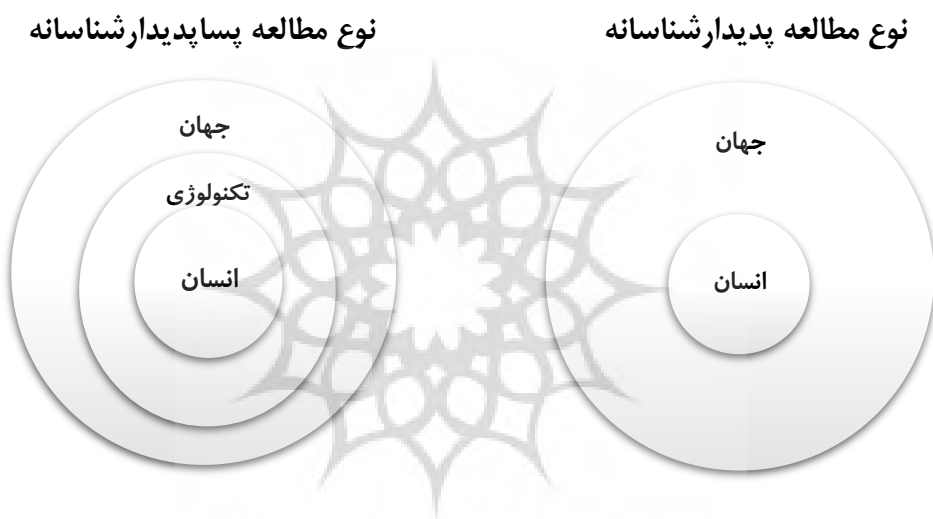 نوع مطالعه پدیدارشناسانه
جهان
انسان
نوع مطالعه پساپدیدارشناسانه
جهان
تکنولوژی
انسان